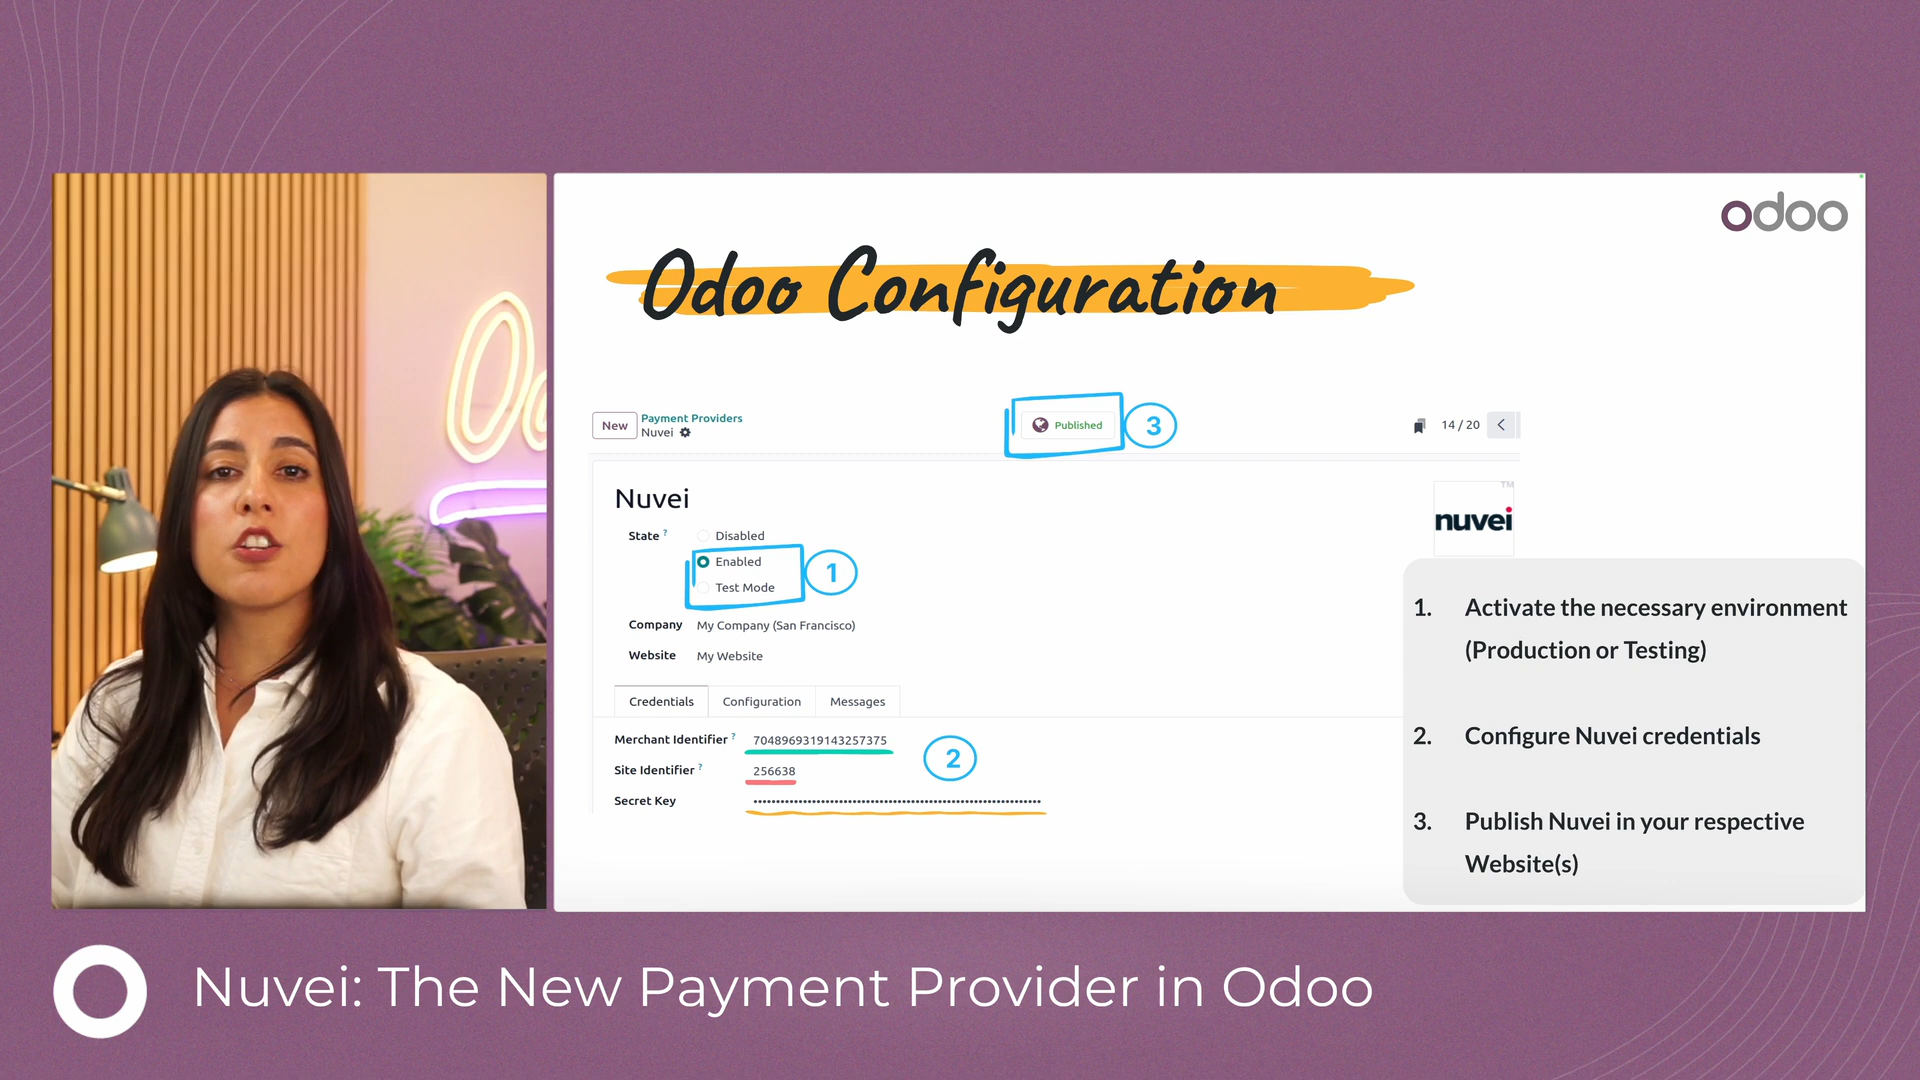 odoo
Odoo Configuration
New
Payment Providers
Nuvei
Published
3
14 / 20
Nuvei
TM
nuvei
State ?
Disabled
Enabled
Test Mode
1
Company My Company (San Francisco)
Website My Website
Credentials Configuration Messages
Merchant Identifier ? 7048969319143257375
Site Identifier ? 256638
2
Secret Key
1. Activate the necessary environment
(Production or Testing)
2. Configure Nuvei credentials
3. Publish Nuvei in your respective
Website(s)
Nuvei: The New Payment Provider in Odoo